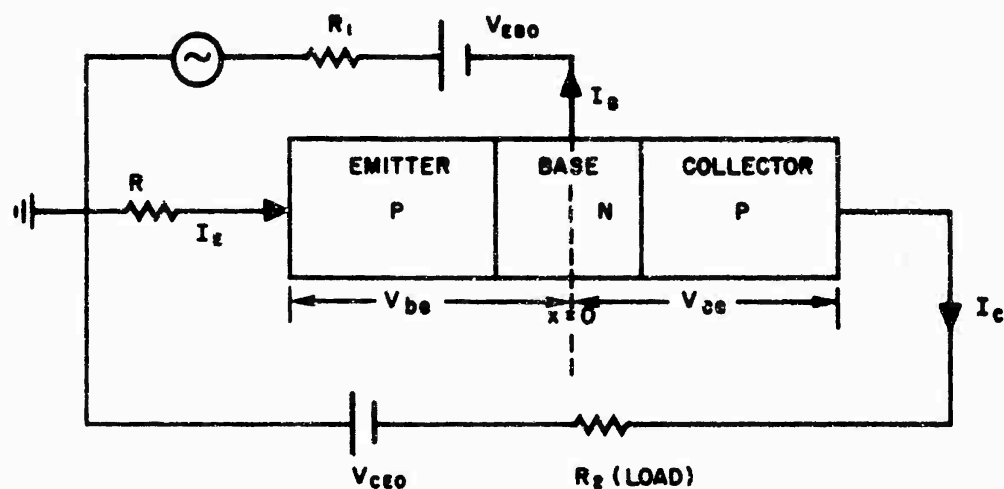 R₁
V_EBO
I_B
EMITTER BASE COLLECTOR
P N P
R
I_E
V_be x = 0 V_ce
I_C
V_CEO
R₂ (LOAD)